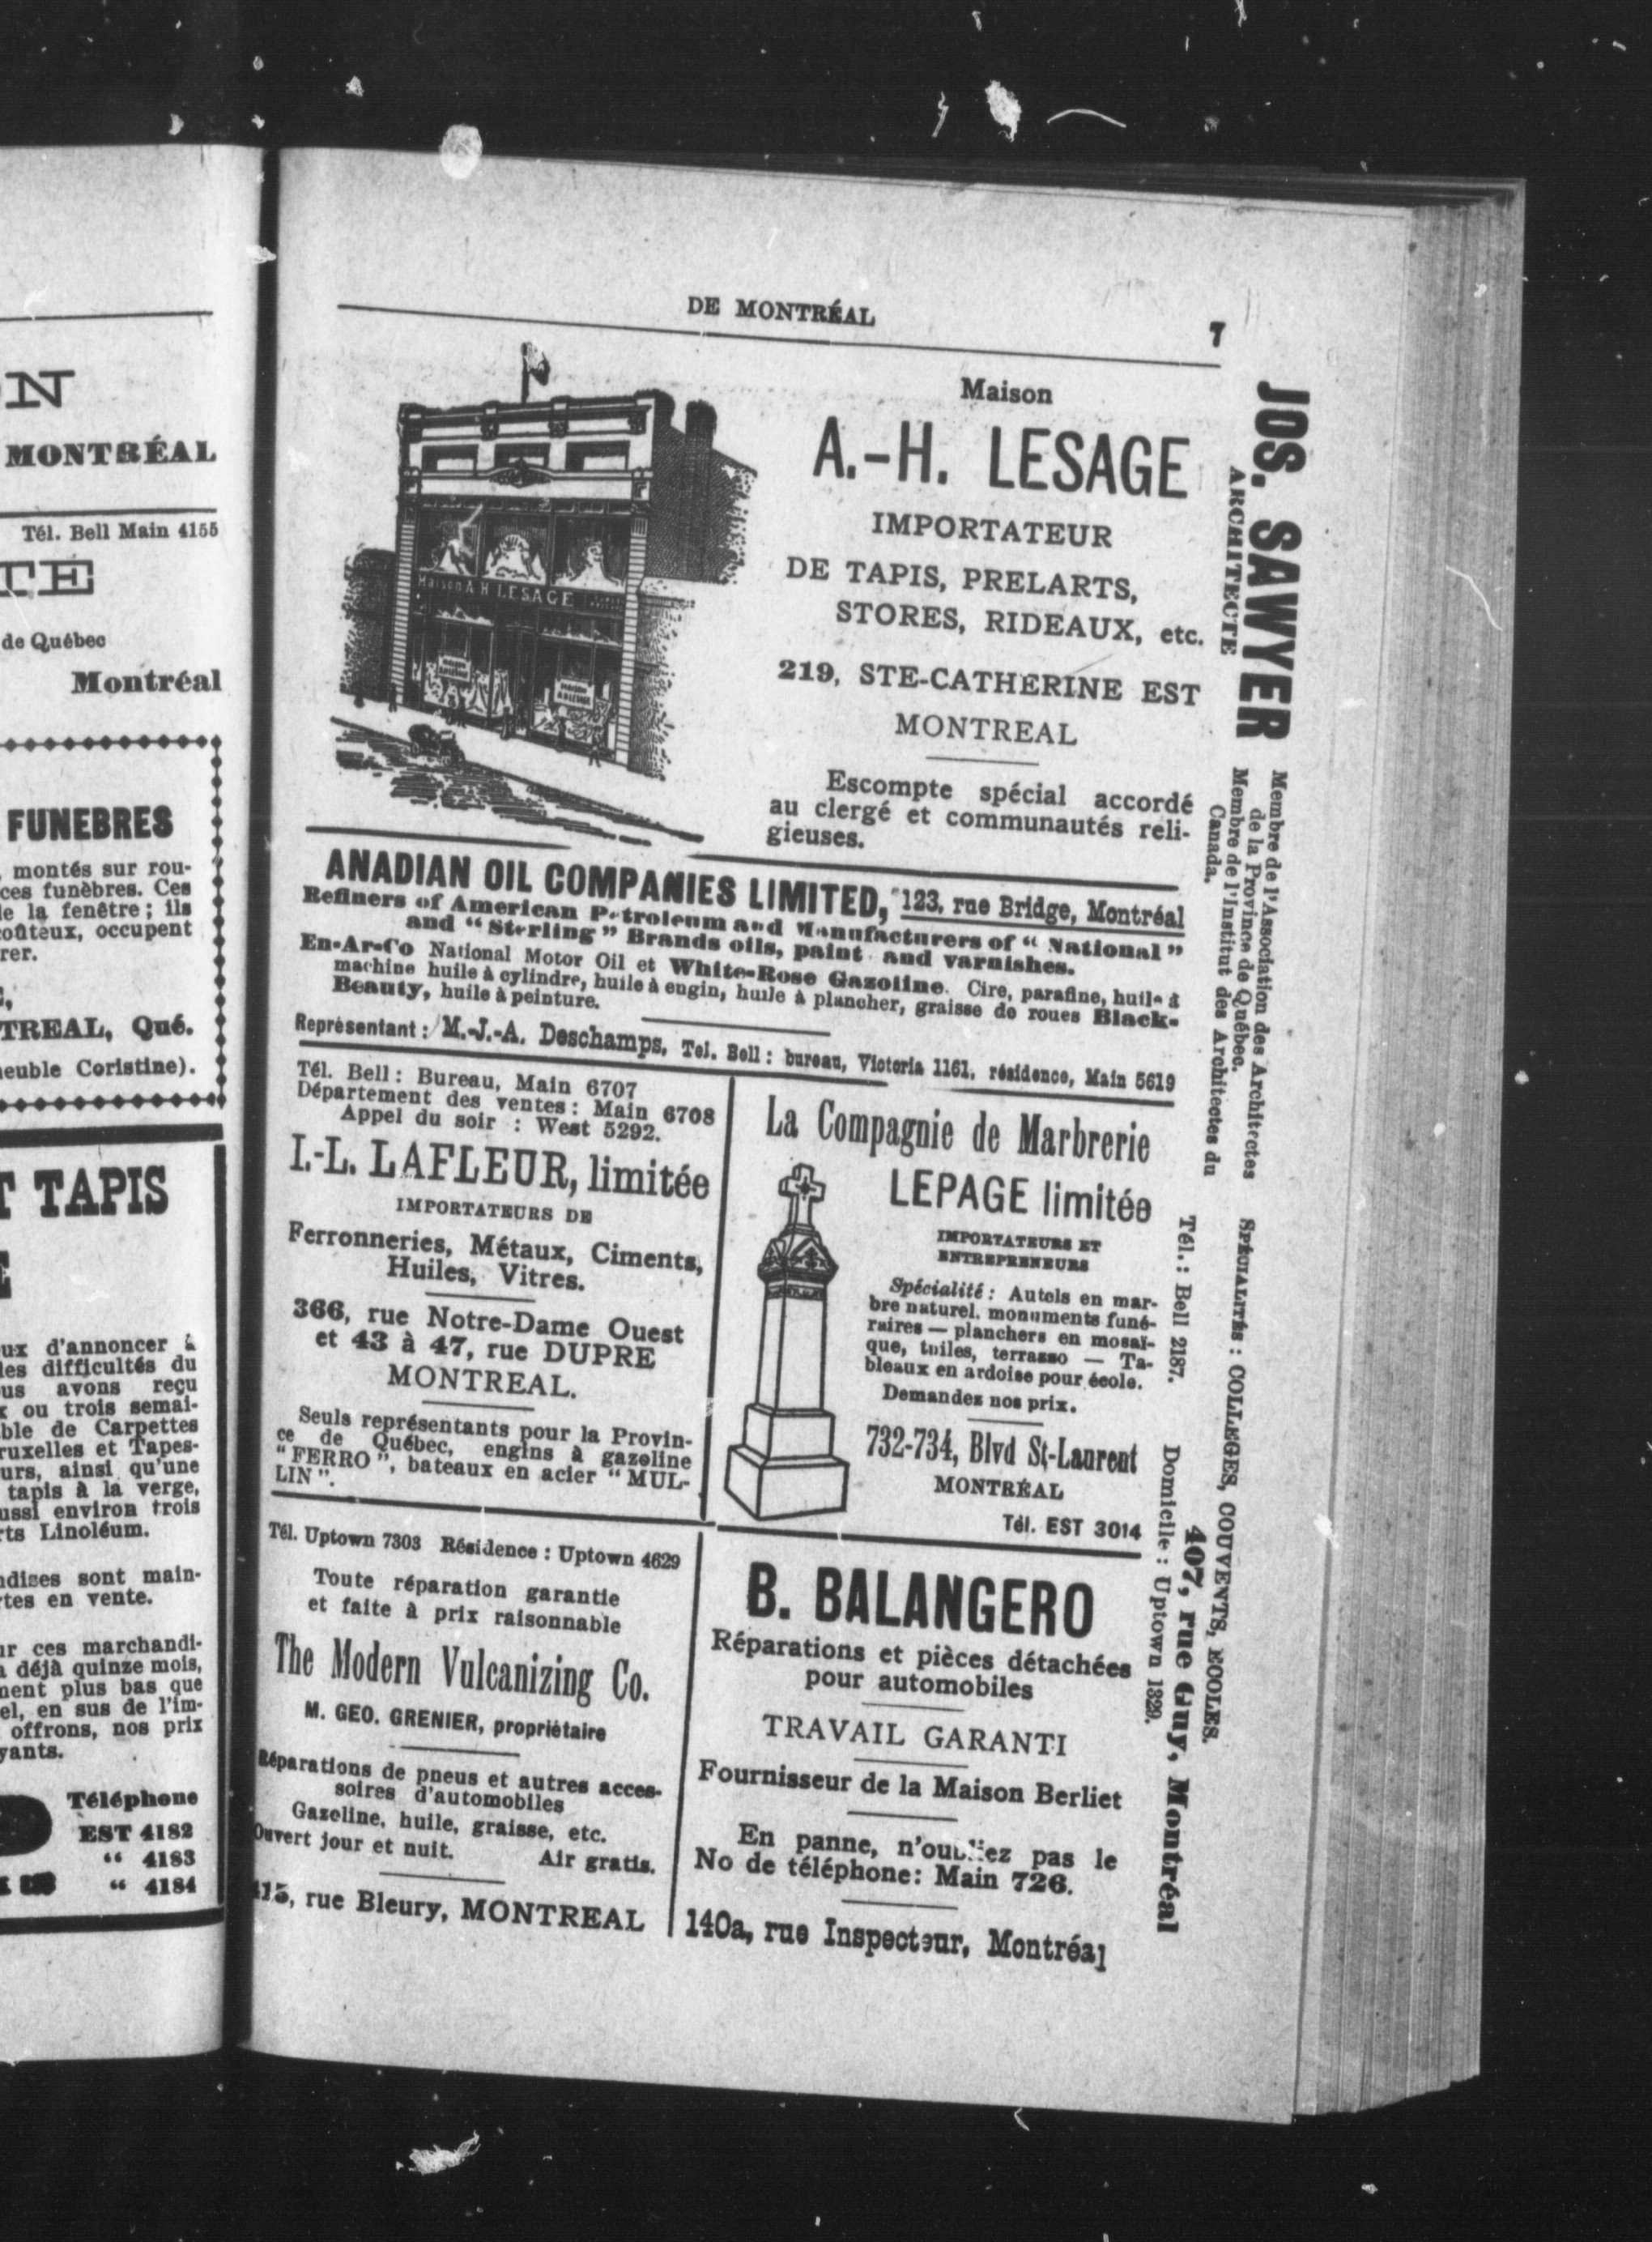 N
MONTRÉAL
Tél. Bell Main 4155
TE
de Québec
Montréal
FUNEBRES
, montés sur rou-
ces funèbres. Ces
le la fenêtre; ils
coûteux, occupent
rer.
TREAL, Qué.
euble Coristine).
T TAPIS
E
ux d'annoncer à
les difficultés du
us avons reçu
x ou trois semai-
ble de Carpettes
ruxelles et Tapes-
urs, ainsi qu'une
tapis à la verge,
ussi environ trois
rts Linoléum.
ndises sont main-
rtes en vente.
ur ces marchandi-
a déjà quinze mois,
ment plus bas que
el, en sus de l'im-
offrons, nos prix
yants.
Téléphone
EST 4182
" 4183
" 4184
DE MONTRÉAL
7
Maison A H LESAGE
Maison
A.-H. LESAGE
IMPORTATEUR
DE TAPIS, PRELARTS,
STORES, RIDEAUX, etc.
219, STE-CATHERINE EST
MONTREAL
Escompte spécial accordé
au clergé et communautés reli-
gieuses.
ANADIAN OIL COMPANIES LIMITED, 123, rue Bridge, Montréal
Refiners of American Petroleum and Manufacturers of "National"
and "Sterling" Brands oils, paint and varnishes.
En-Ar-Co National Motor Oil et White-Rose Gazoline. Cire, parafine, huile à
machine huile à cylindre, huile à engin, huile à plancher, graisse de roues Black-
Beauty, huile à peinture.
Représentant: M.-J.-A. Deschamps, Tel. Bell: bureau, Victoria 1161, résidence, Main 5619
Tél. Bell: Bureau, Main 6707
Département des ventes: Main 6708
Appel du soir : West 5292.
I.-L. LAFLEUR, limitée
IMPORTATEURS DE
Ferronneries, Métaux, Ciments,
Huiles, Vitres.
366, rue Notre-Dame Ouest
et 43 à 47, rue DUPRE
MONTREAL.
Seuls représentants pour la Provin-
ce de Québec, engins à gazoline
"FERRO", bateaux en acier "MUL-
LIN".
La Compagnie de Marbrerie
LEPAGE limitée
IMPORTATEURS ET
ENTREPRENEURS
Spécialité: Autels en mar-
bre naturel, monuments funé-
raires — planchers en mosaï-
que, tuiles, terrasso — Ta-
bleaux en ardoise pour école.
Demandez nos prix.
732-734, Blvd St-Laurent
MONTRÉAL
Tél. EST 3014
Tél. Uptown 7303 Résidence: Uptown 4629
Toute réparation garantie
et faite à prix raisonnable
The Modern Vulcanizing Co.
M. GEO. GRENIER, propriétaire
Réparations de pneus et autres acces-
soires d'automobiles
Gazoline, huile, graisse, etc.
Ouvert jour et nuit. Air gratis.
415, rue Bleury, MONTREAL
B. BALANGERO
Réparations et pièces détachées
pour automobiles
TRAVAIL GARANTI
Fournisseur de la Maison Berliet
En panne, n'oubliez pas le
No de téléphone: Main 726.
140a, rue Inspecteur, Montréal
JOS. SAWYER
ARCHITECTE
Membre de l'Association des Architectes
de la Province de Québec.
Membre de l'Institut des Architectes du
Canada.
SPÉCIALITÉS: COLLEGES, COUVENTS, ECOLES.
Tél.: Bell 2187.
407, rue Guy, Montréal
Domicile: Uptown 1329.